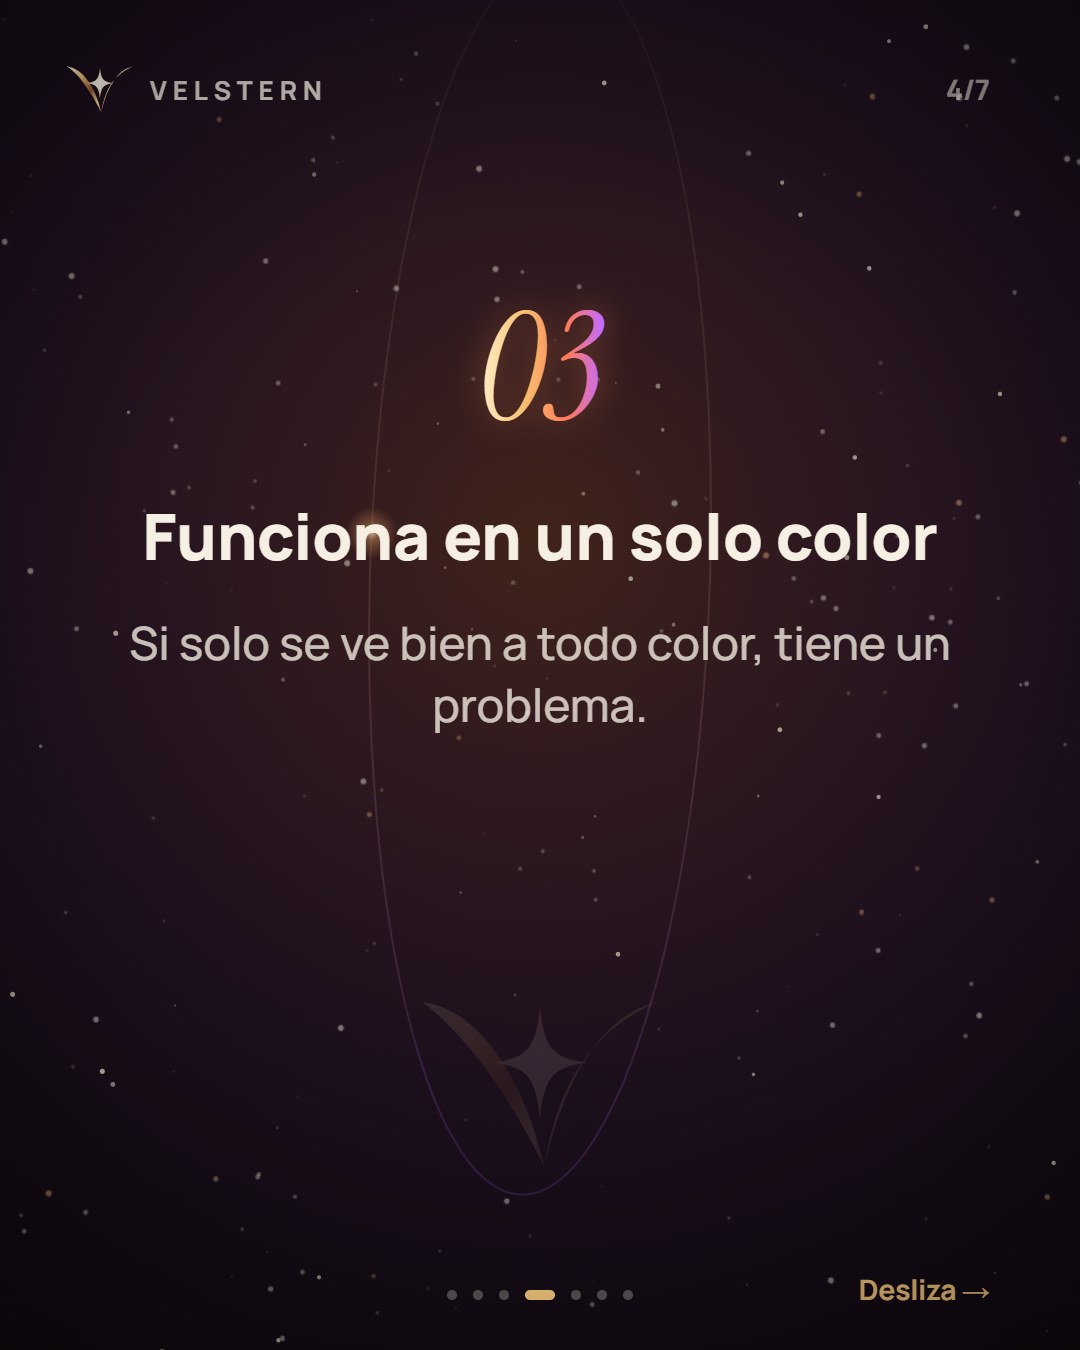 VELSTERN
4/7
03
Funciona en un solo color
Si solo se ve bien a todo color, tiene un
problema.
Desliza →